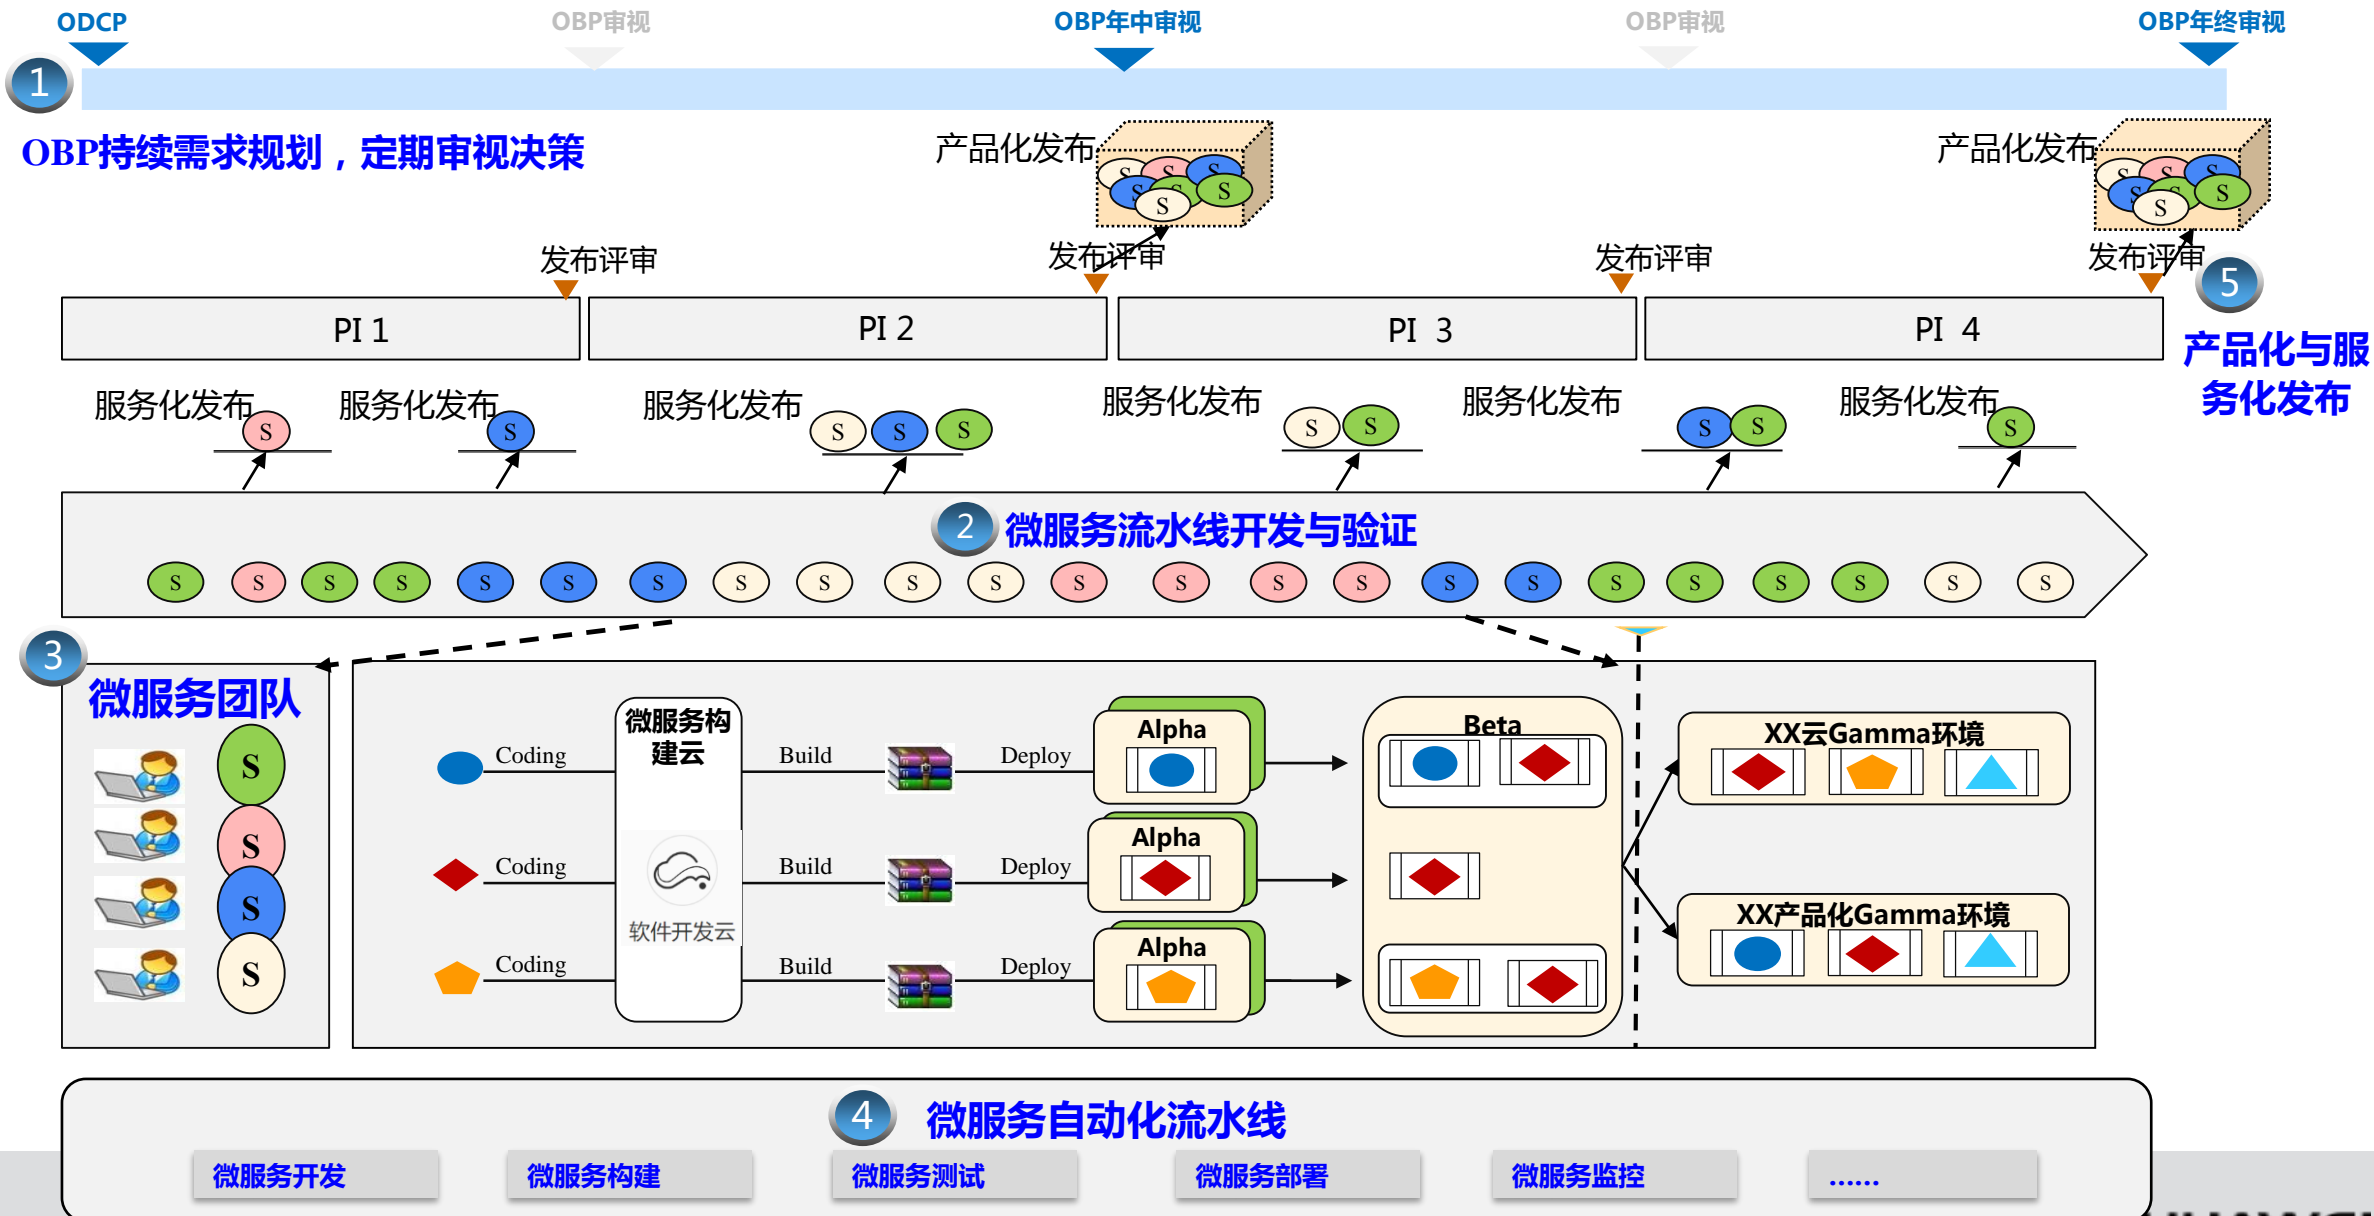 ODCP
OBP审视
OBP年中审视
OBP审视
OBP年终审视
1
OBP持续需求规划，定期审视决策
产品化发布
S S S S S S S
产品化发布
S S S S S S S
发布评审
发布评审
发布评审
发布评审
5
PI 1
PI 2
PI 3
PI 4
产品化与服
务化发布
服务化发布
S
服务化发布
S
服务化发布
S S S
服务化发布
S S
服务化发布
S S
服务化发布
S
2
微服务流水线开发与验证
S S S S S S S S S S S S S S S S S S S S S S S
3
微服务团队
S
S
S
S
微服务构
建云
软件开发云
Coding
Build
Deploy
Alpha
Coding
Build
Deploy
Alpha
Coding
Build
Deploy
Alpha
Beta
XX云Gamma环境
XX产品化Gamma环境
4
微服务自动化流水线
微服务开发
微服务构建
微服务测试
微服务部署
微服务监控
......